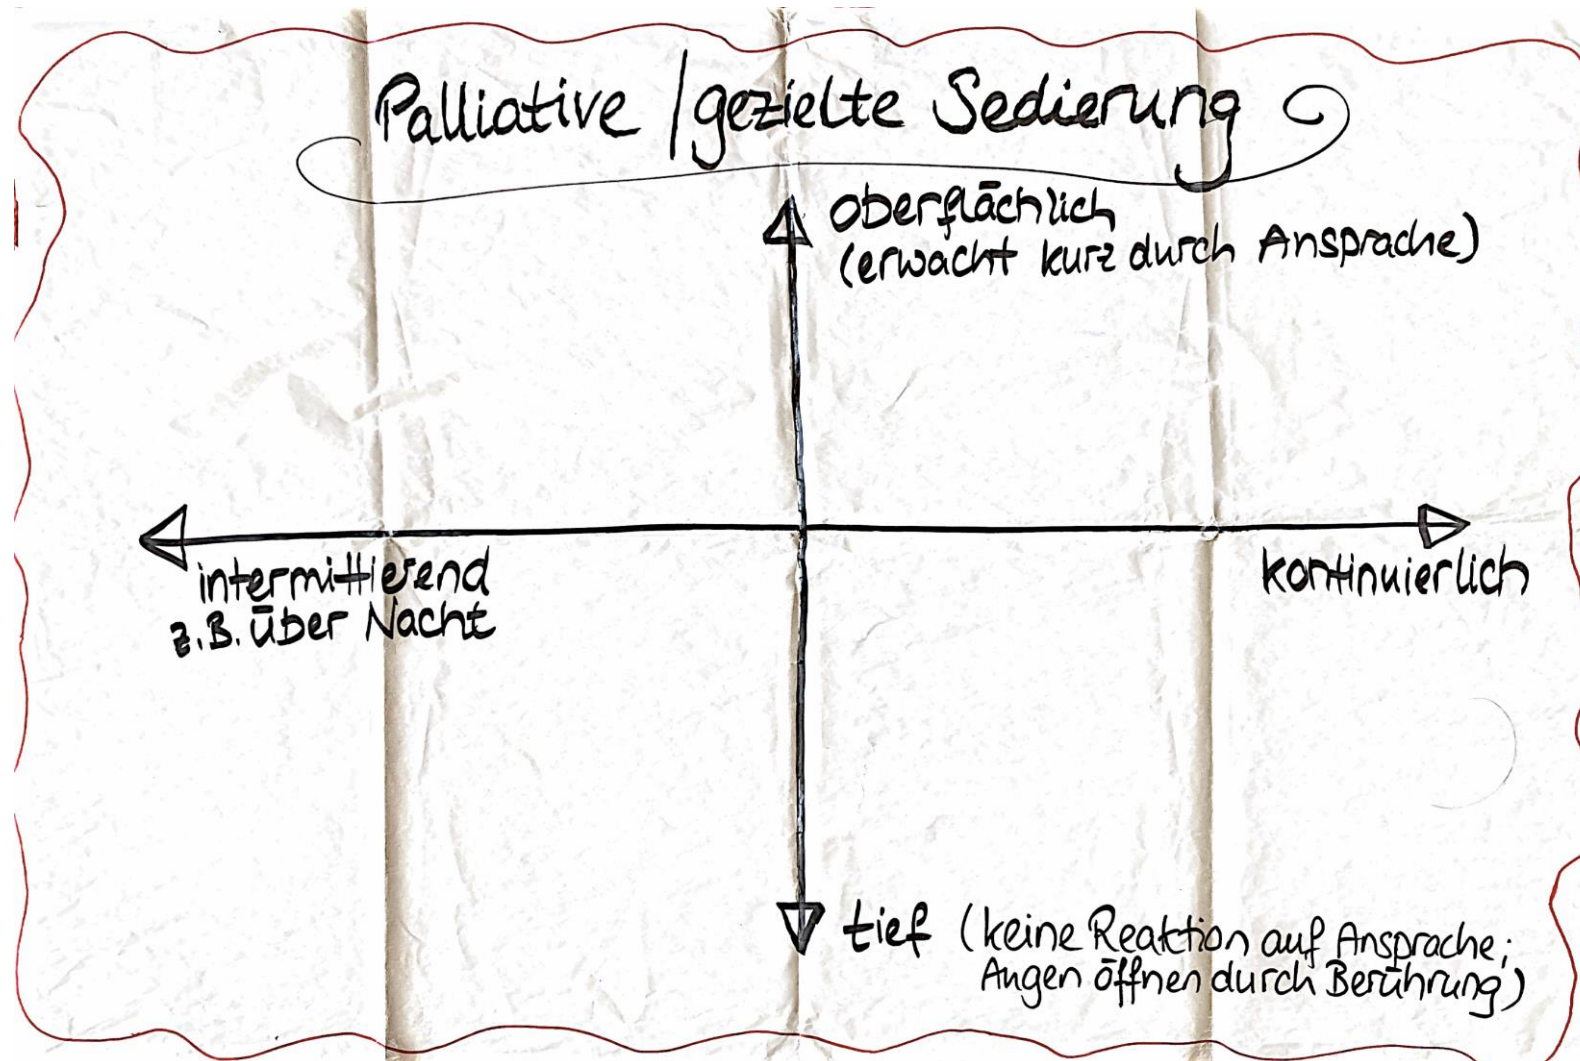 Palliative / gezielte Sedierung
oberflächlich
(erwacht kurz durch Ansprache)
intermittierend
z.B. über Nacht
kontinuierlich
tief (keine Reaktion auf Ansprache;
Augen öffnen durch Berührung)